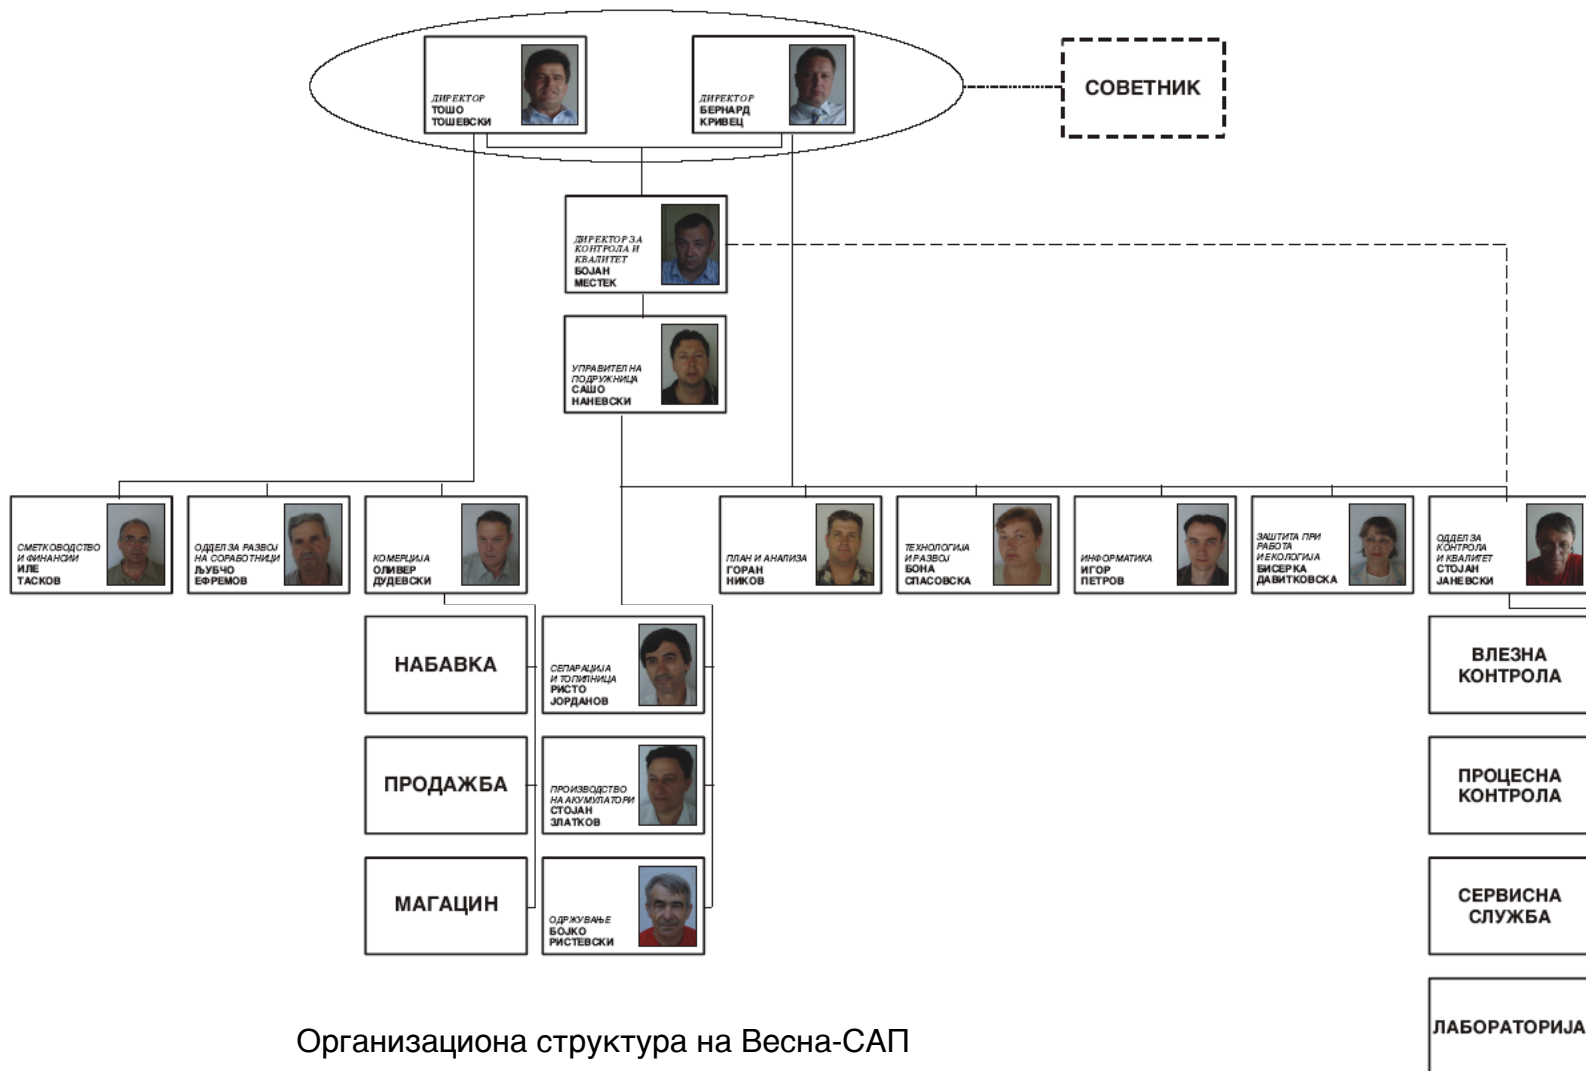 ДИРЕКТОР
ТОШО
ТОШЕВСКИ
ДИРЕКТОР
БЕРНАРД
КРИВЕЦ
СОВЕТНИК
ДИРЕКТОР ЗА
КОНТРОЛА И
КВАЛИТЕТ
БОЈАН
МЕСТЕК
УПРАВИТЕЛ НА
ПОДРУЖНИЦА
САШО
НАНЕВСКИ
СМЕТКОВОДСТВО
И ФИНАНСИИ
ИЛЕ
ТАСКОВ
ОДДЕЛ ЗА РАЗВОЈ
НА СОРАБОТНИЦИ
ЉУБЧО
ЕФРЕМОВ
КОМЕРЦИЈА
ОЛИВЕР
ДУДЕВСКИ
ПЛАН И АНАЛИЗА
ГОРАН
НИКОВ
ТЕХНОЛОГИЈА
И РАЗВОЈ
БОНА
СПАСОВСКА
ИНФОРМАТИКА
ИГОР
ПЕТРОВ
ЗАШТИТА ПРИ
РАБОТА
И ЕКОЛОГИЈА
БИСЕРКА
ДАВИТКОВСКА
ОДДЕЛ ЗА
КОНТРОЛА
И КВАЛИТЕТ
СТОЈАН
ЈАНЕВСКИ
НАБАВКА
СЕПАРАЦИЈА
И ТОПИЛНИЦА
РИСТО
ЈОРДАНОВ
ВЛЕЗНА
КОНТРОЛА
ПРОДАЖБА
ПРОИЗВОДСТВО
НА АКУМУЛАТОРИ
СТОЈАН
ЗЛАТКОВ
ПРОЦЕСНА
КОНТРОЛА
МАГАЦИН
ОДРЖУВАЊЕ
БОЈКО
РИСТЕВСКИ
СЕРВИСНА
СЛУЖБА
ЛАБОРАТОРИЈА
Организациона структура на Весна-САП